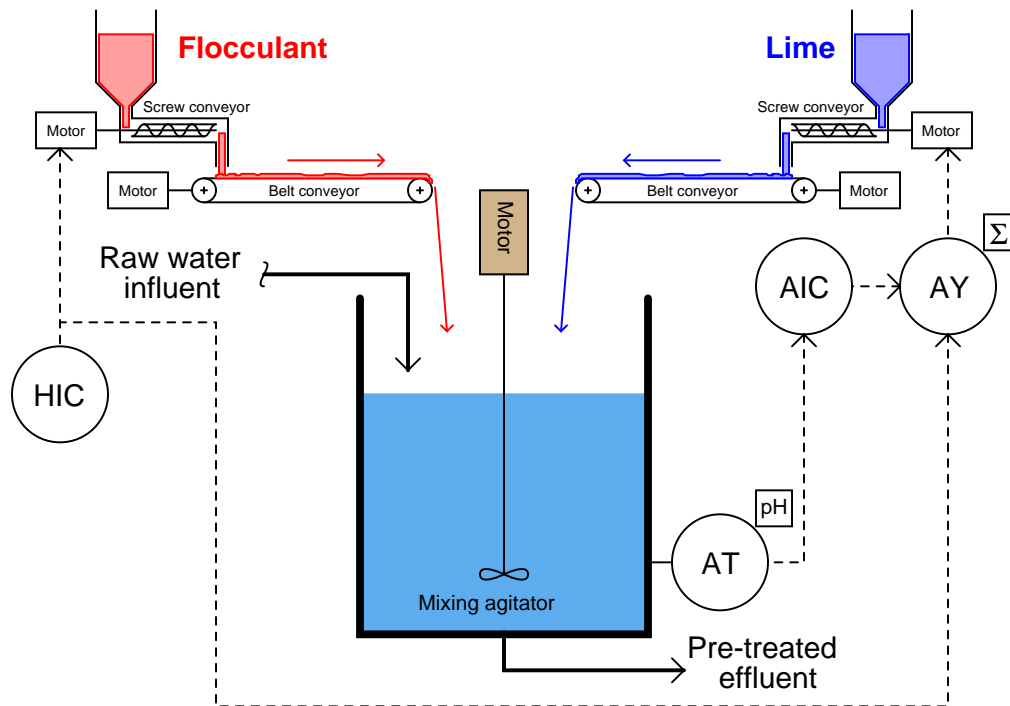 Flocculant
Lime
Screw conveyor
Screw conveyor
Motor
Motor
Motor
+
Belt conveyor
+
+
Belt conveyor
+
Motor
Motor
Σ
Raw water
influent
AIC
AY
HIC
pH
AT
Mixing agitator
Pre-treated
effluent